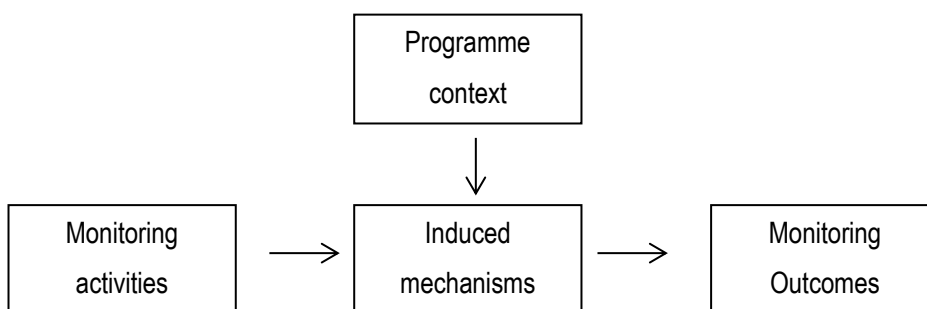 Programme
context
Monitoring
activities
Induced
mechanisms
Monitoring
Outcomes